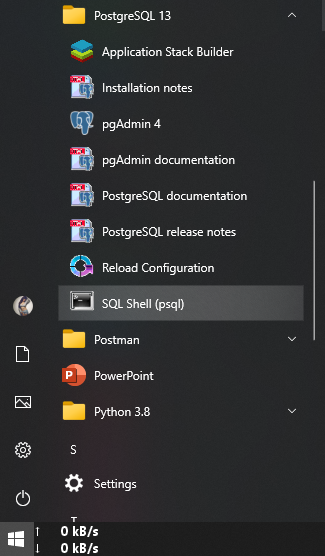 PostgreSQL 13
Application Stack Builder
Installation notes
pgAdmin 4
pgAdmin documentation
PostgreSQL documentation
PostgreSQL release notes
Reload Configuration
SQL Shell (psql)
Postman
PowerPoint
Python 3.8
S
Settings
T
↑ 0 kB/s
↓ 0 kB/s